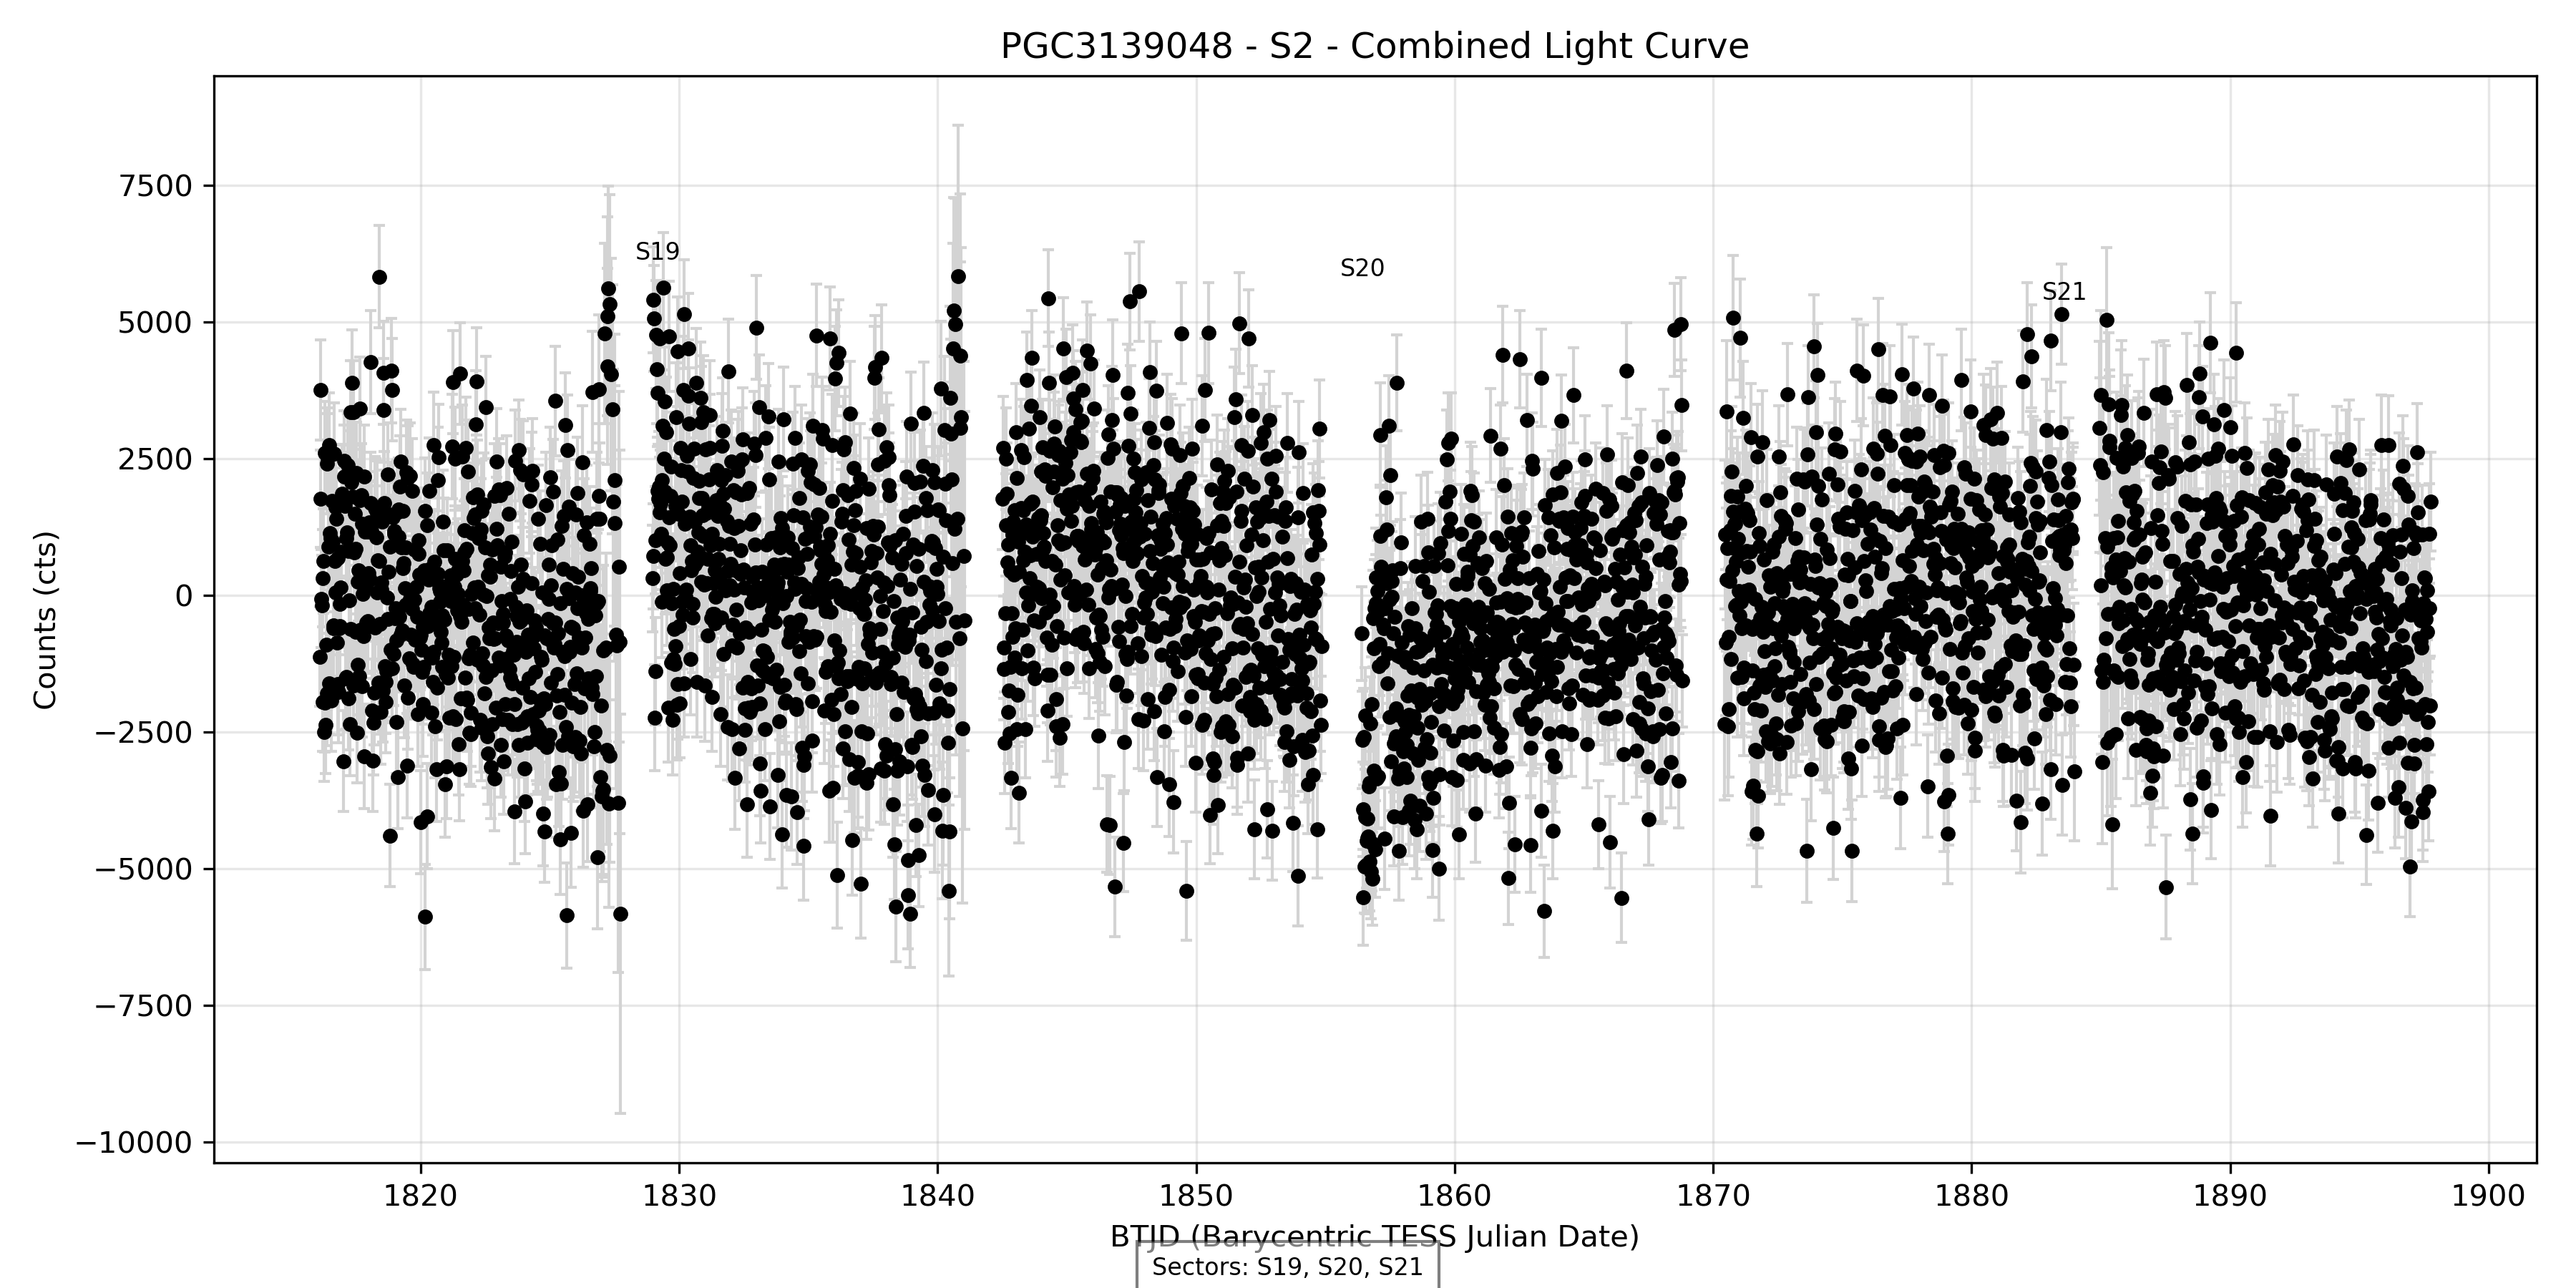 PGC3139048 - S2 - Combined Light Curve
Counts (cts)
7500
5000
2500
0
−2500
−5000
−7500
−10000
S19
S20
S21
1820
1830
1840
1850
1860
1870
1880
1890
1900
BTJD (Barycentric TESS Julian Date)
Sectors: S19, S20, S21